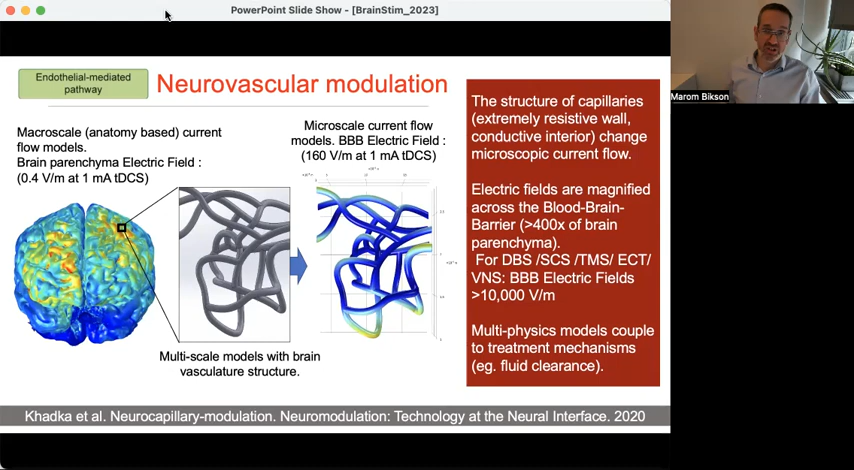 PowerPoint Slide Show - [BrainStim_2023]
Endothelial-mediated
pathway
Neurovascular modulation
Macroscale (anatomy based) current
flow models.
Brain parenchyma Electric Field :
(0.4 V/m at 1 mA tDCS)
Microscale current flow
models. BBB Electric Field :
(160 V/m at 1 mA tDCS)
Multi-scale models with brain
vasculature structure.
The structure of capillaries
(extremely resistive wall,
conductive interior) change
microscopic current flow.
Electric fields are magnified
across the Blood-Brain-
Barrier (>400x of brain
parenchyma).
For DBS /SCS /TMS/ ECT/
VNS: BBB Electric Fields
>10,000 V/m
Multi-physics models couple
to treatment mechanisms
(eg. fluid clearance).
Khadka et al. Neurocapillary-modulation. Neuromodulation: Technology at the Neural Interface. 2020
Marom Bikson